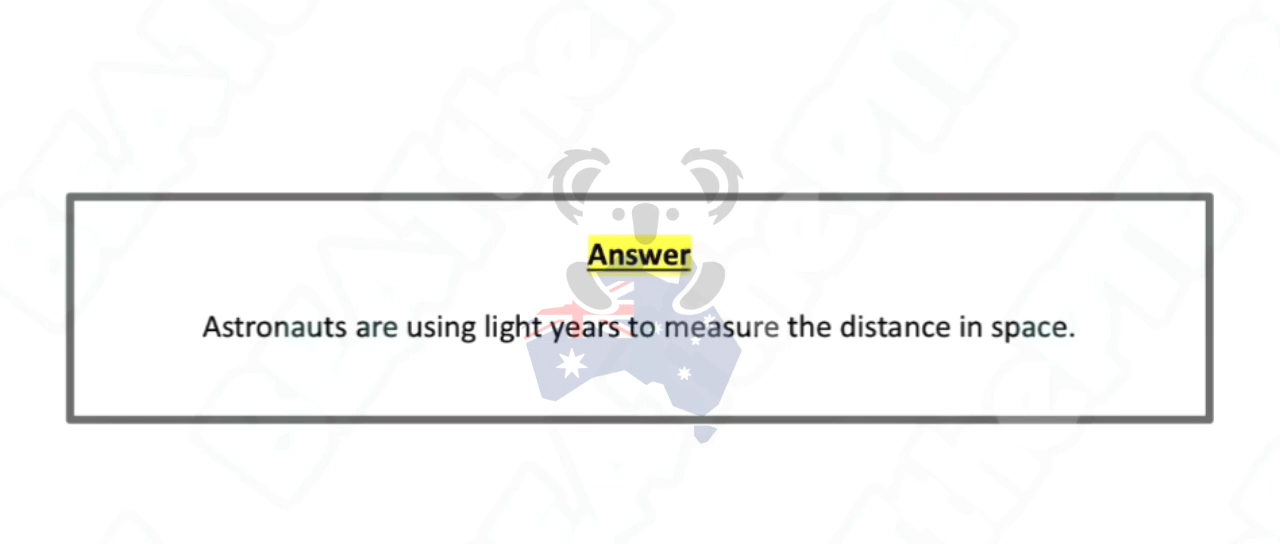 Answer
Astronauts are using light years to measure the distance in space.